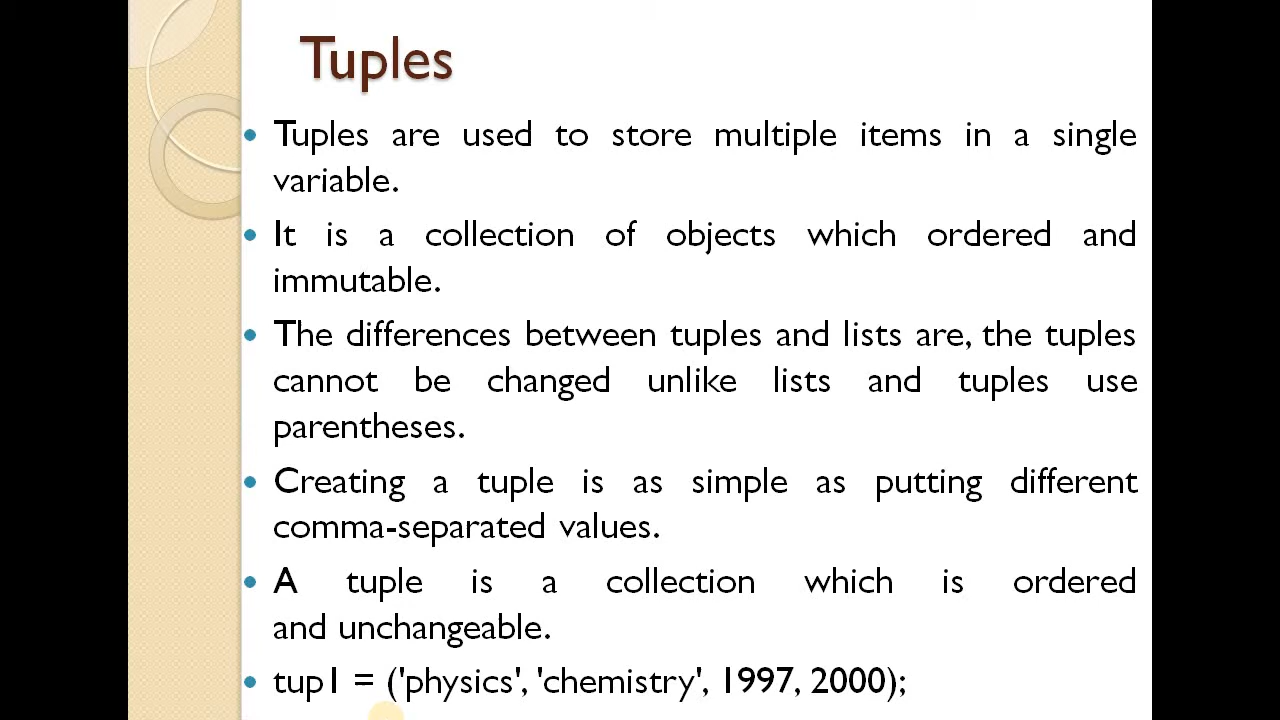 Tuples
Tuples are used to store multiple items in a single
variable.
It is a collection of objects which ordered and
immutable.
The differences between tuples and lists are, the tuples
cannot be changed unlike lists and tuples use
parentheses.
Creating a tuple is as simple as putting different
comma-separated values.
A tuple is a collection which is ordered
and unchangeable.
tup1 = ('physics', 'chemistry', 1997, 2000);